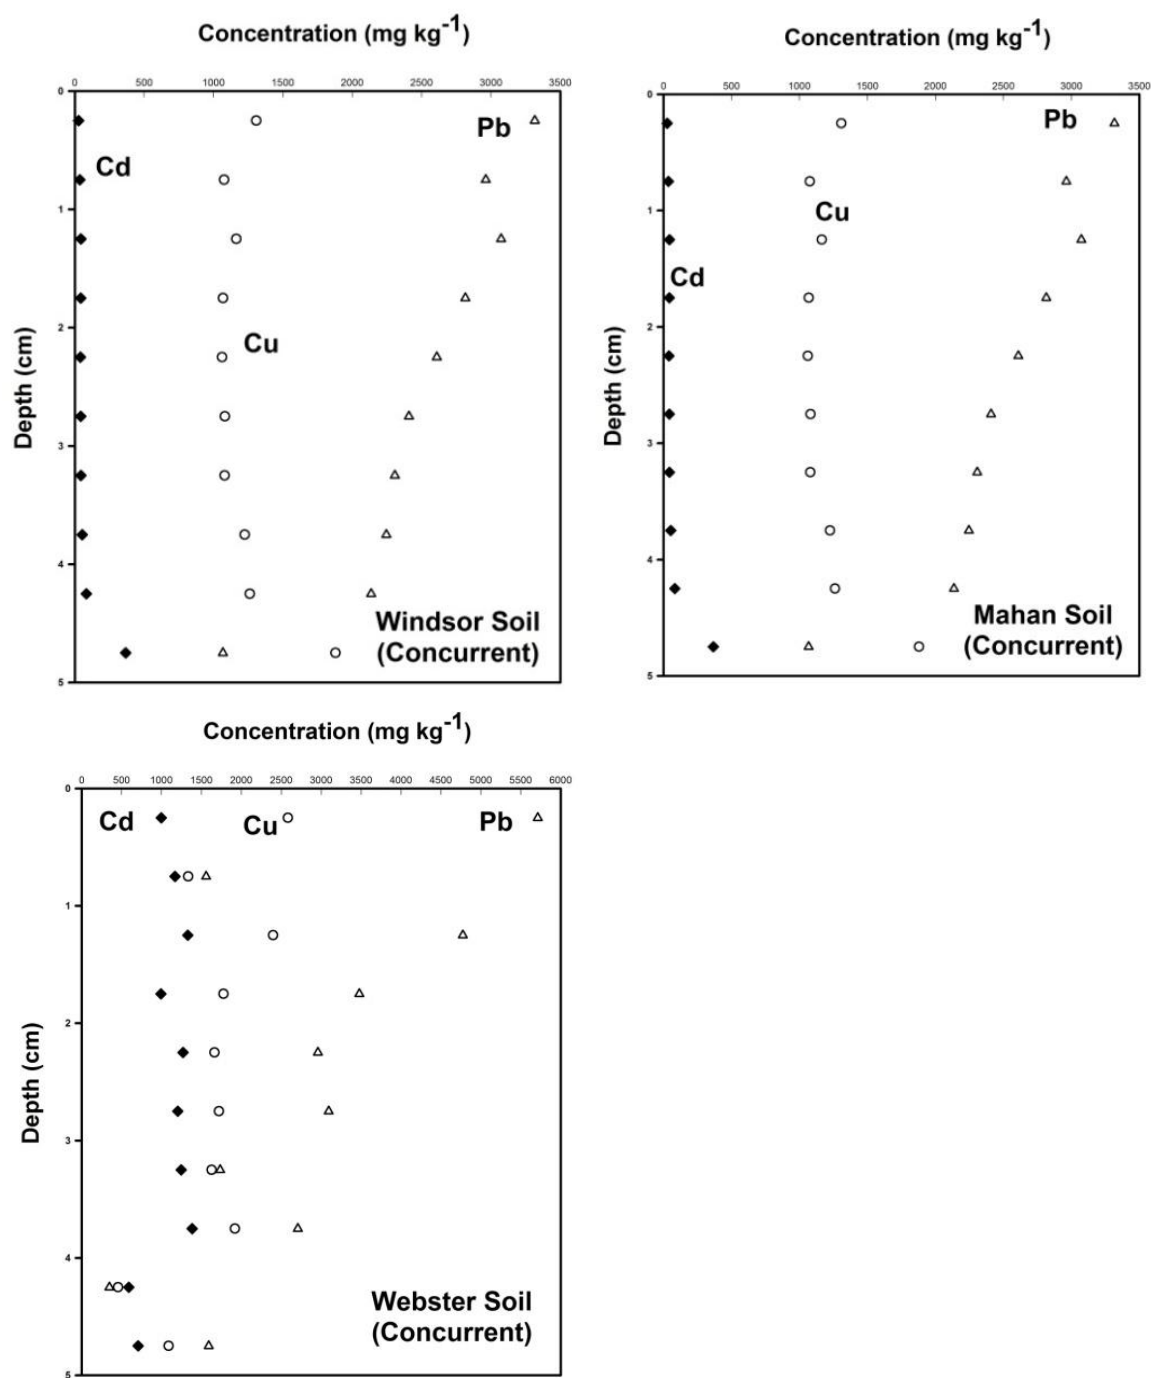 Concentration (mg kg-1)
0 500 1000 1500 2000 2500 3000 3500
0
1
2
3
4
5
Depth (cm)
Cd
Cu
Pb
Windsor Soil
(Concurrent)
Concentration (mg kg-1)
0 500 1000 1500 2000 2500 3000 3500
0
1
2
3
4
5
Depth (cm)
Pb
Cu
Cd
Mahan Soil
(Concurrent)
Concentration (mg kg-1)
0 500 1000 1500 2000 2500 3000 3500 4000 4500 5000 5500 6000
0
1
2
3
4
5
Depth (cm)
Cd Cu Pb
Webster Soil
(Concurrent)